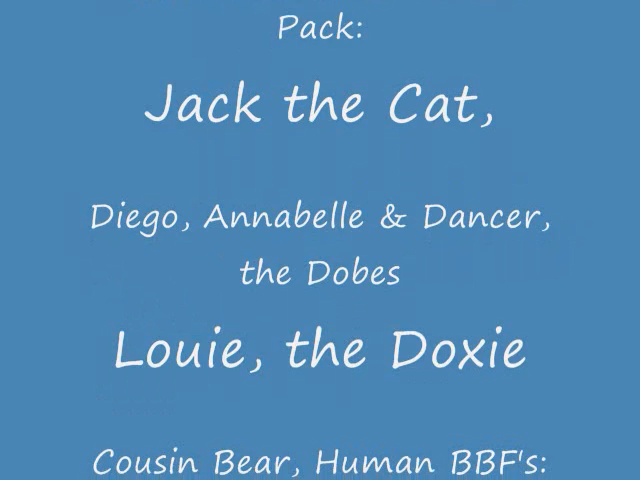 Pack:
Jack the Cat,
Diego, Annabelle & Dancer,
the Dobes
Louie, the Doxie
Cousin Bear, Human BBF's: